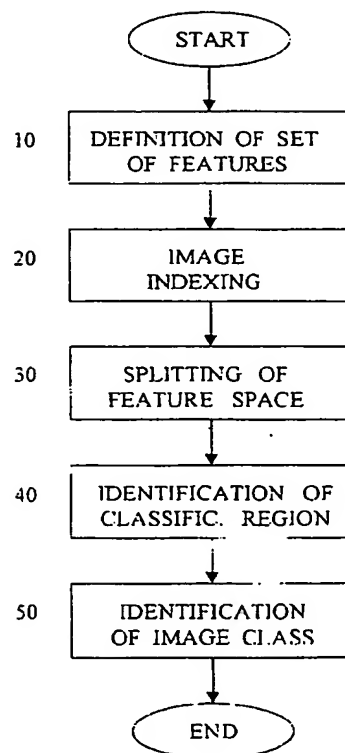 START
10
DEFINITION OF SET
OF FEATURES
20
IMAGE
INDEXING
30
SPLITTING OF
FEATURE SPACE
40
IDENTIFICATION OF
CLASSIFIC. REGION
50
IDENTIFICATION
OF IMAGE CLASS
END